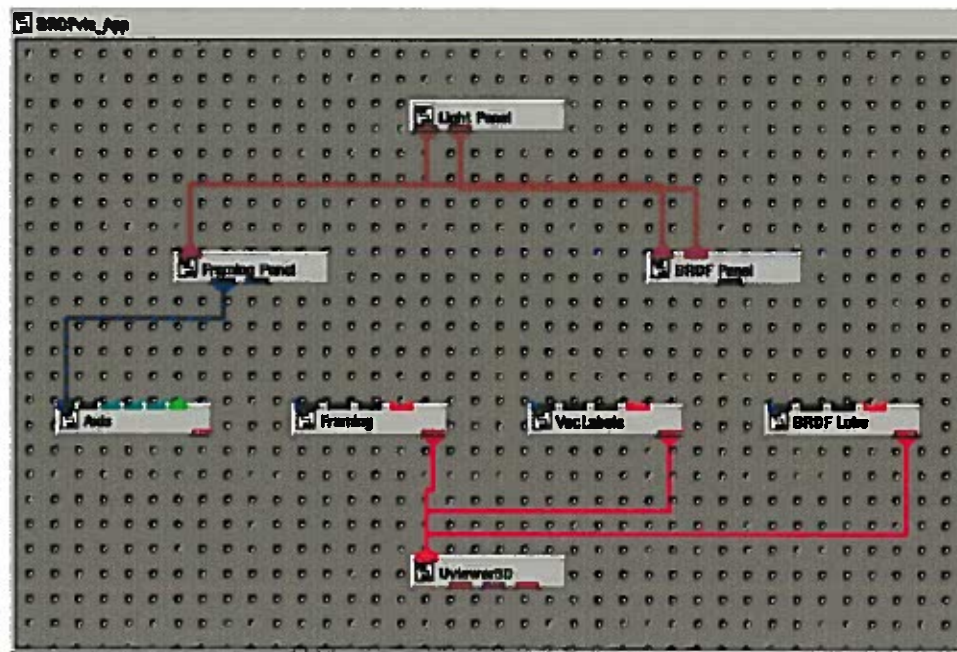 BRDFvis_App
Light Panel
Framing Panel
BRDF Panel
Axis
Framing
VecLabels
BRDF Lobe
Uviewer3D